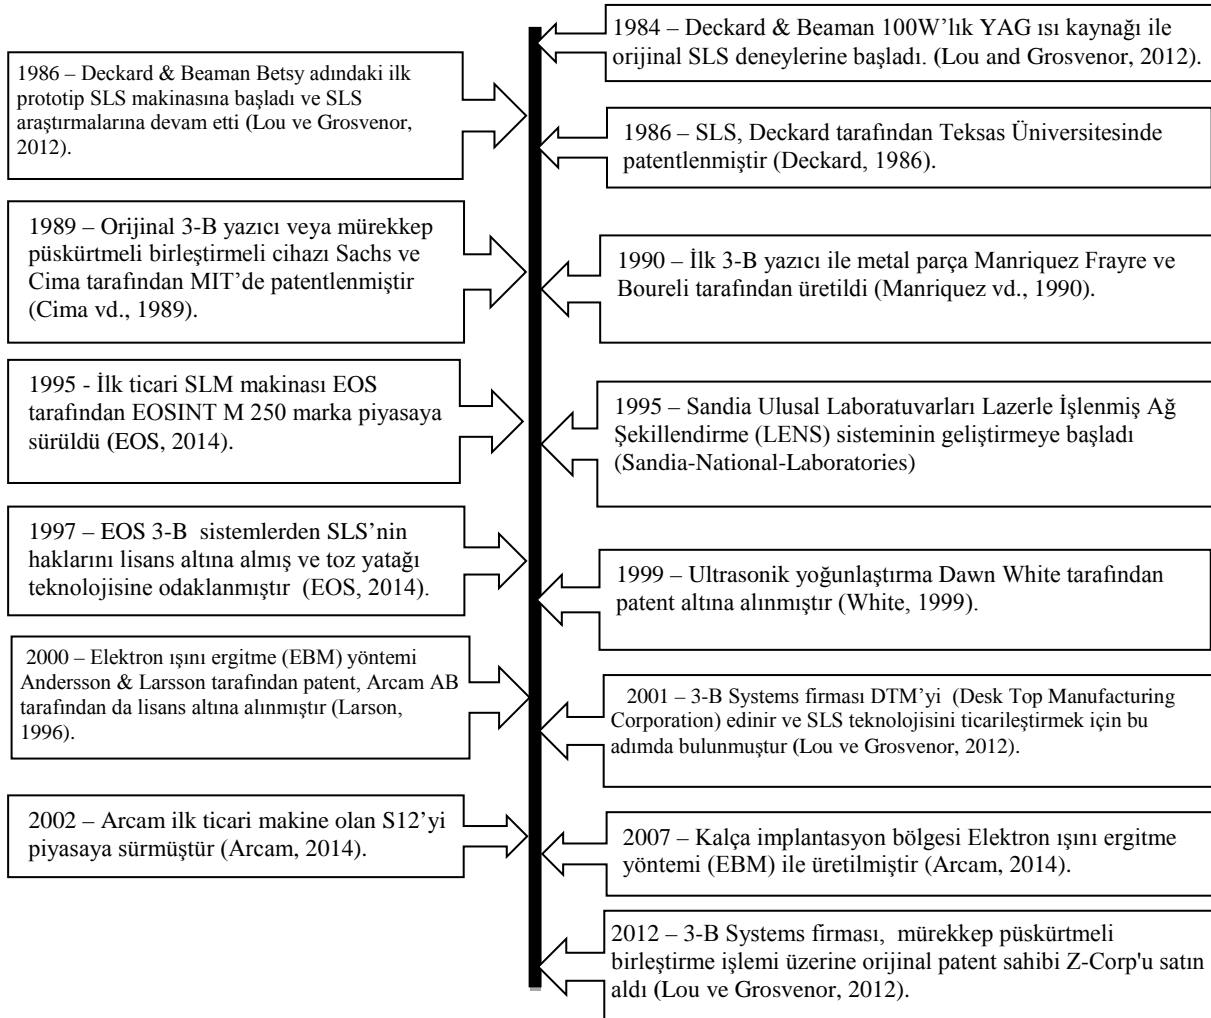 1984 – Deckard & Beaman 100W’lık YAG ısı kaynağı ile
orijinal SLS deneylerine başladı. (Lou and Grosvenor, 2012).
1986 – Deckard & Beaman Betsy adındaki ilk
prototip SLS makinasına başladı ve SLS
araştırmalarına devam etti (Lou ve Grosvenor,
2012).
1986 – SLS, Deckard tarafından Teksas Üniversitesinde
patentlenmiştir (Deckard, 1986).
1989 – Orijinal 3-B yazıcı veya mürekkep
püskürtmeli birleştirmeli cihazı Sachs ve
Cima tarafından MIT’de patentlenmiştir
(Cima vd., 1989).
1990 – İlk 3-B yazıcı ile metal parça Manriquez Frayre ve
Boureli tarafından üretildi (Manriquez vd., 1990).
1995 - İlk ticari SLM makinası EOS
tarafından EOSINT M 250 marka piyasaya
sürüldü (EOS, 2014).
1995 – Sandia Ulusal Laboratuvarları Lazerle İşlenmiş Ağ
Şekillendirme (LENS) sisteminin geliştirmeye başladı
(Sandia-National-Laboratories)
1997 – EOS 3-B sistemlerden SLS’nin
haklarını lisans altına almış ve toz yatağı
teknolojisine odaklanmıştır (EOS, 2014).
1999 – Ultrasonik yoğunlaştırma Dawn White tarafından
patent altına alınmıştır (White, 1999).
2000 – Elektron ışını ergitme (EBM) yöntemi
Andersson & Larsson tarafından patent, Arcam AB
tarafından da lisans altına alınmıştır (Larson,
1996).
2001 – 3-B Systems firması DTM’yi (Desk Top Manufacturing
Corporation) edinir ve SLS teknolojisini ticarileştirmek için bu
adımda bulunmuştur (Lou ve Grosvenor, 2012).
2002 – Arcam ilk ticari makine olan S12’yi
piyasaya sürmüştür (Arcam, 2014).
2007 – Kalça implantasyon bölgesi Elektron ışını ergitme
yöntemi (EBM) ile üretilmiştir (Arcam, 2014).
2012 – 3-B Systems firması, mürekkep püskürtmeli
birleştirme işlemi üzerine orijinal patent sahibi Z-Corp'u satın
aldı (Lou ve Grosvenor, 2012).